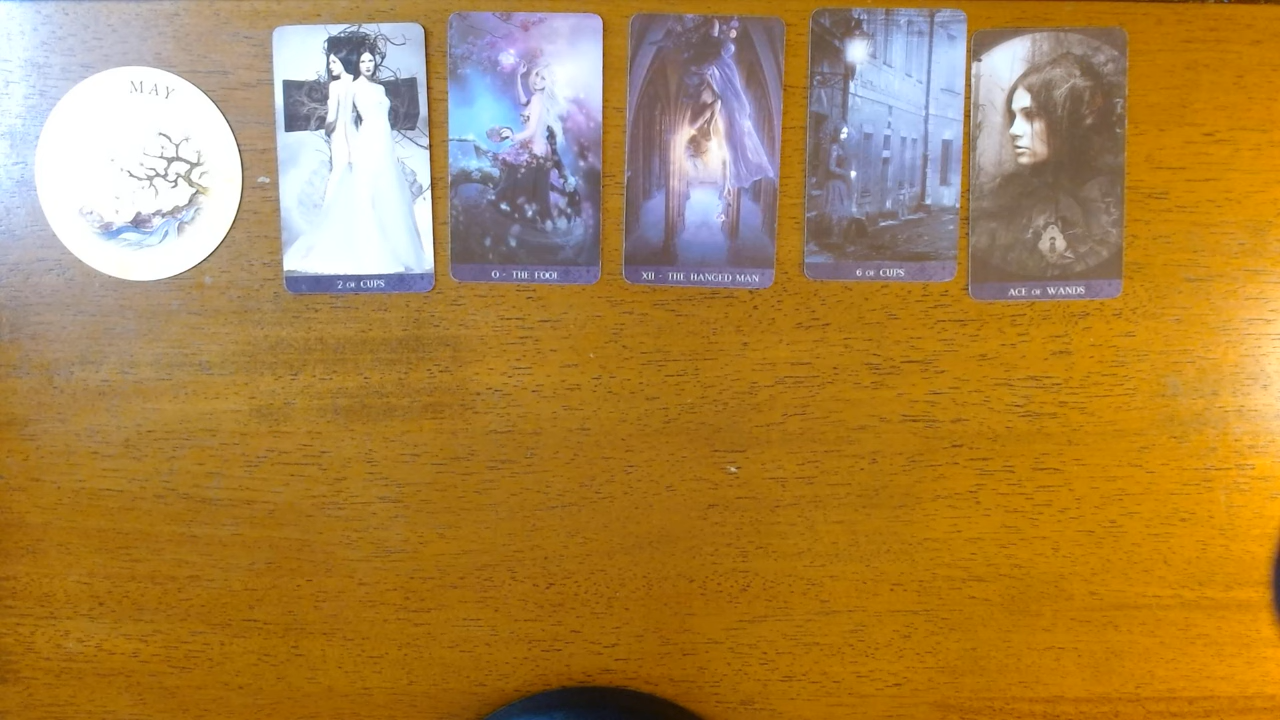 MAY
2 OF CUPS
0 - THE FOOL
XII - THE HANGED MAN
6 OF CUPS
ACE OF WANDS